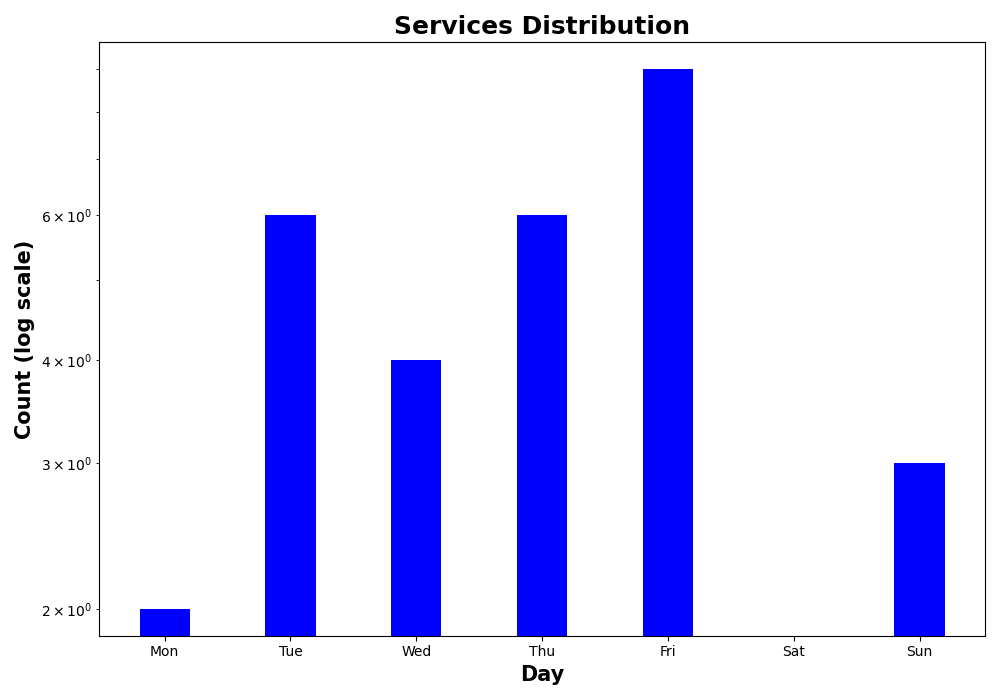 Services Distribution
Count (log scale)
6 × 10⁰
4 × 10⁰
3 × 10⁰
2 × 10⁰
Mon Tue Wed Thu Fri Sat Sun
Day